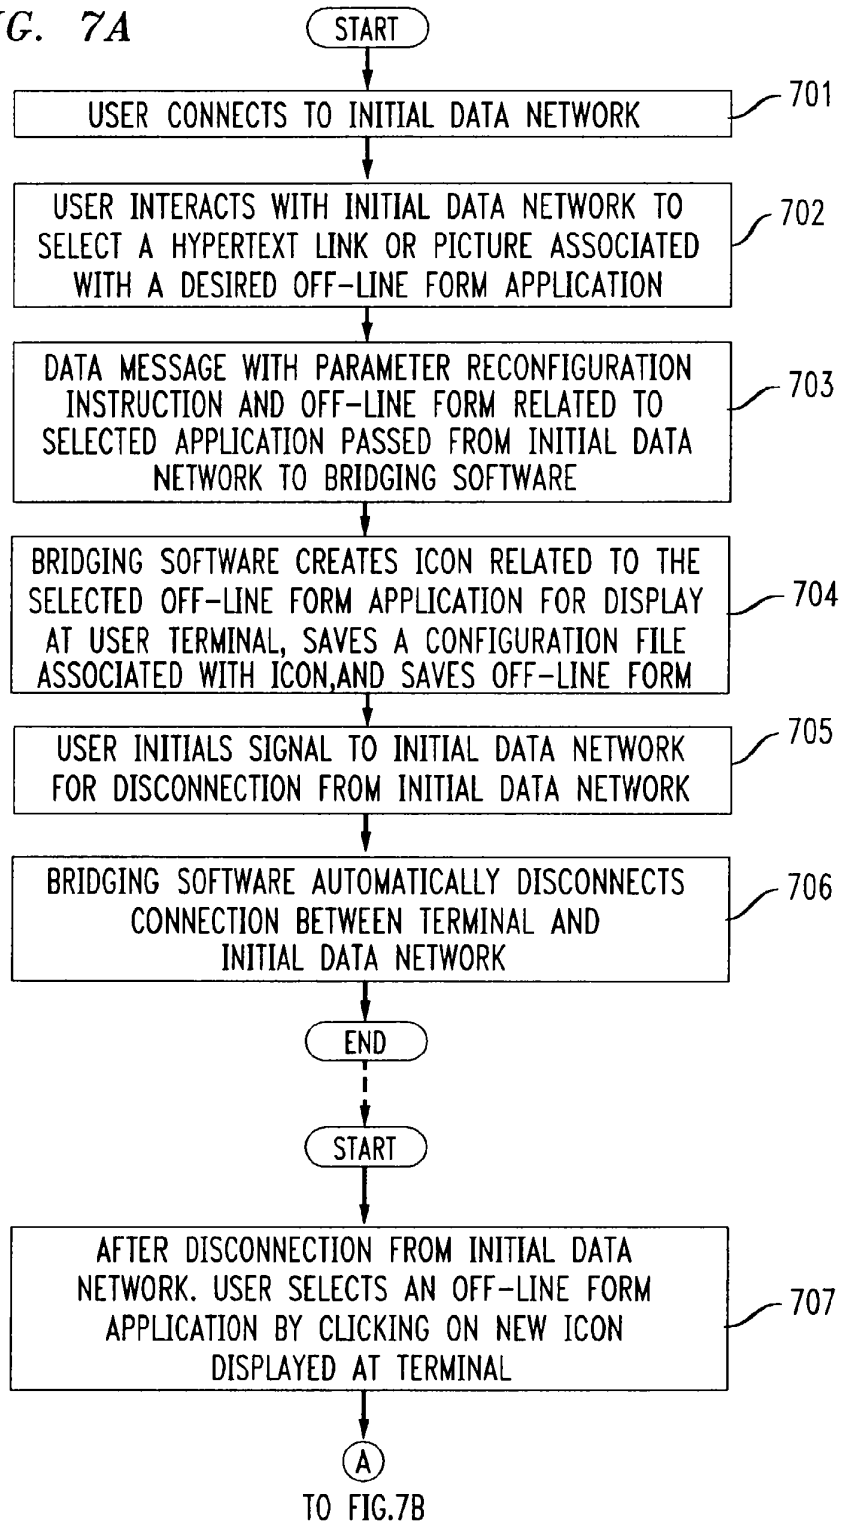 IG. 7A
START
USER CONNECTS TO INITIAL DATA NETWORK
701
USER INTERACTS WITH INITIAL DATA NETWORK TO
SELECT A HYPERTEXT LINK OR PICTURE ASSOCIATED
WITH A DESIRED OFF-LINE FORM APPLICATION
702
DATA MESSAGE WITH PARAMETER RECONFIGURATION
INSTRUCTION AND OFF-LINE FORM RELATED TO
SELECTED APPLICATION PASSED FROM INITIAL DATA
NETWORK TO BRIDGING SOFTWARE
703
BRIDGING SOFTWARE CREATES ICON RELATED TO THE
SELECTED OFF-LINE FORM APPLICATION FOR DISPLAY
AT USER TERMINAL, SAVES A CONFIGURATION FILE
ASSOCIATED WITH ICON,AND SAVES OFF-LINE FORM
704
USER INITIALS SIGNAL TO INITIAL DATA NETWORK
FOR DISCONNECTION FROM INITIAL DATA NETWORK
705
BRIDGING SOFTWARE AUTOMATICALLY DISCONNECTS
CONNECTION BETWEEN TERMINAL AND
INITIAL DATA NETWORK
706
END
START
AFTER DISCONNECTION FROM INITIAL DATA
NETWORK. USER SELECTS AN OFF-LINE FORM
APPLICATION BY CLICKING ON NEW ICON
DISPLAYED AT TERMINAL
707
A
TO FIG.7B